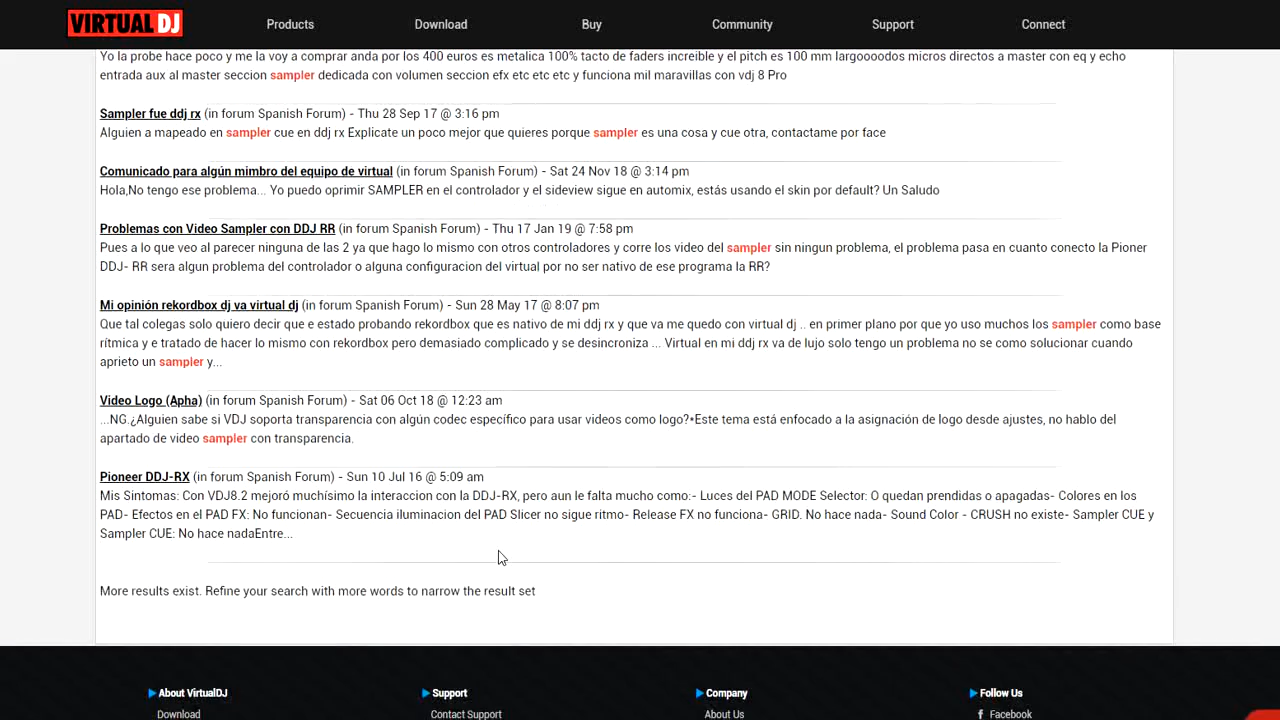 VIRTUAL DJ
Products
Download
Buy
Community
Support
Connect
Yo la probe hace poco y me la voy a comprar anda por los 400 euros es metalica 100% tacto de faders increible y el pitch es 100 mm largoooodos micros directos a master con eq y echo
entrada aux al master seccion sampler dedicada con volumen seccion efx etc etc etc y funciona mil maravillas con vdj 8 Pro
Sampler fue ddj rx (in forum Spanish Forum) - Thu 28 Sep 17 @ 3:16 pm
Alguien a mapeado en sampler cue en ddj rx Explicate un poco mejor que quieres porque sampler es una cosa y cue otra, contactame por face
Comunicado para algún mimbro del equipo de virtual (in forum Spanish Forum) - Sat 24 Nov 18 @ 3:14 pm
Hola,No tengo ese problema... Yo puedo oprimir SAMPLER en el controlador y el sideview sigue en automix, estás usando el skin por default? Un Saludo
Problemas con Video Sampler con DDJ RR (in forum Spanish Forum) - Thu 17 Jan 19 @ 7:58 pm
Pues a lo que veo al parecer ninguna de las 2 ya que hago lo mismo con otros controladores y corre los video del sampler sin ningun problema, el problema pasa en cuanto conecto la Pioner
DDJ- RR sera algun problema del controlador o alguna configuracion del virtual por no ser nativo de ese programa la RR?
Mi opinión rekordbox dj va virtual dj (in forum Spanish Forum) - Sun 28 May 17 @ 8:07 pm
Que tal colegas solo quiero decir que e estado probando rekordbox que es nativo de mi ddj rx y que va me quedo con virtual dj .. en primer plano por que yo uso muchos los sampler como base
rítmica y e tratado de hacer lo mismo con rekordbox pero demasiado complicado y se desincroniza ... Virtual en mi ddj rx va de lujo solo tengo un problema no se como solucionar cuando
aprieto un sampler y...
Video Logo (Apha) (in forum Spanish Forum) - Sat 06 Oct 18 @ 12:23 am
...NG.¿Alguien sabe si VDJ soporta transparencia con algún codec específico para usar videos como logo?*Este tema está enfocado a la asignación de logo desde ajustes, no hablo del
apartado de video sampler con transparencia.
Pioneer DDJ-RX (in forum Spanish Forum) - Sun 10 Jul 16 @ 5:09 am
Mis Sintomas: Con VDJ8.2 mejoró muchísimo la interaccion con la DDJ-RX, pero aun le falta mucho como:- Luces del PAD MODE Selector: O quedan prendidas o apagadas- Colores en los
PAD- Efectos en el PAD FX: No funcionan- Secuencia iluminacion del PAD Slicer no sigue ritmo- Release FX no funciona- GRID. No hace nada- Sound Color - CRUSH no existe- Sampler CUE y
Sampler CUE: No hace nadaEntre...
More results exist. Refine your search with more words to narrow the result set
About VirtualDJ
Support
Company
Follow Us
Download
Contact Support
About Us
Facebook